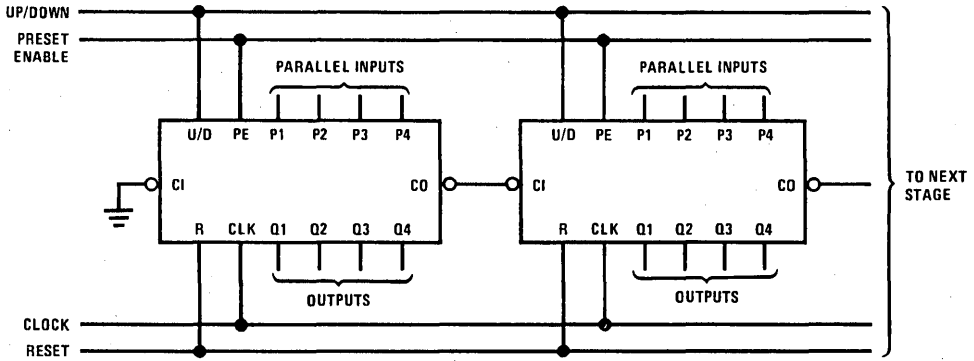 UP/DOWN
PRESET
ENABLE
PARALLEL INPUTS
PARALLEL INPUTS
U/D PE P1 P2 P3 P4
U/D PE P1 P2 P3 P4
CI CO
CI CO
TO NEXT
STAGE
R CLK Q1 Q2 Q3 Q4
R CLK Q1 Q2 Q3 Q4
OUTPUTS
OUTPUTS
CLOCK
RESET